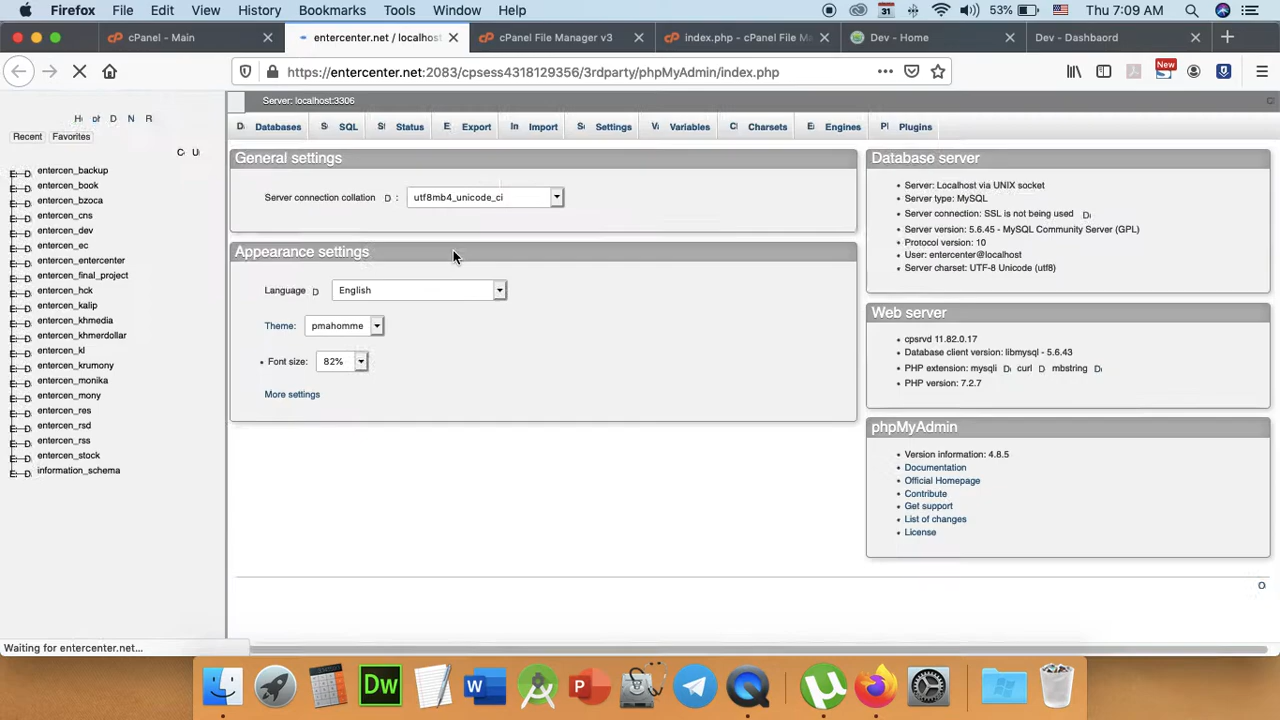 Firefox File Edit View History Bookmarks Tools Window Help 31 53% Thu 7:09 AM
cPanel - Main entercenter.net / localhost cPanel File Manager v3 index.php - cPanel File M Dev - Home Dev - Dashbaord
https://entercenter.net:2083/cpsess4318129356/3rdparty/phpMyAdmin/index.php New
Server: localhost:3306
D N R
Databases SQL Status Export Import Settings Variables Charsets Engines Plugins
Recent Favorites
General settings
Server connection collation D : utf8mb4_unicode_ci
Appearance settings
Language D English
Theme: pmahomme
• Font size: 82%
More settings
entercen_backup
entercen_book
entercen_bzoca
entercen_cns
entercen_dev
entercen_ec
entercen_entercenter
entercen_final_project
entercen_hck
entercen_kalip
entercen_khmedia
entercen_khmerdollar
entercen_kl
entercen_krumony
entercen_monika
entercen_mony
entercen_res
entercen_rsd
entercen_rss
entercen_stock
information_schema
Database server
• Server: Localhost via UNIX socket
• Server type: MySQL
• Server connection: SSL is not being used
• Server version: 5.6.45 - MySQL Community Server (GPL)
• Protocol version: 10
• User: entercenter@localhost
• Server charset: UTF-8 Unicode (utf8)
Web server
• cpsrvd 11.82.0.17
• Database client version: libmysql - 5.6.43
• PHP extension: mysqli curl D mbstring
• PHP version: 7.2.7
phpMyAdmin
• Version information: 4.8.5
• Documentation
• Official Homepage
• Contribute
• Get support
• List of changes
• License
Waiting for entercenter.net...
Dw W P